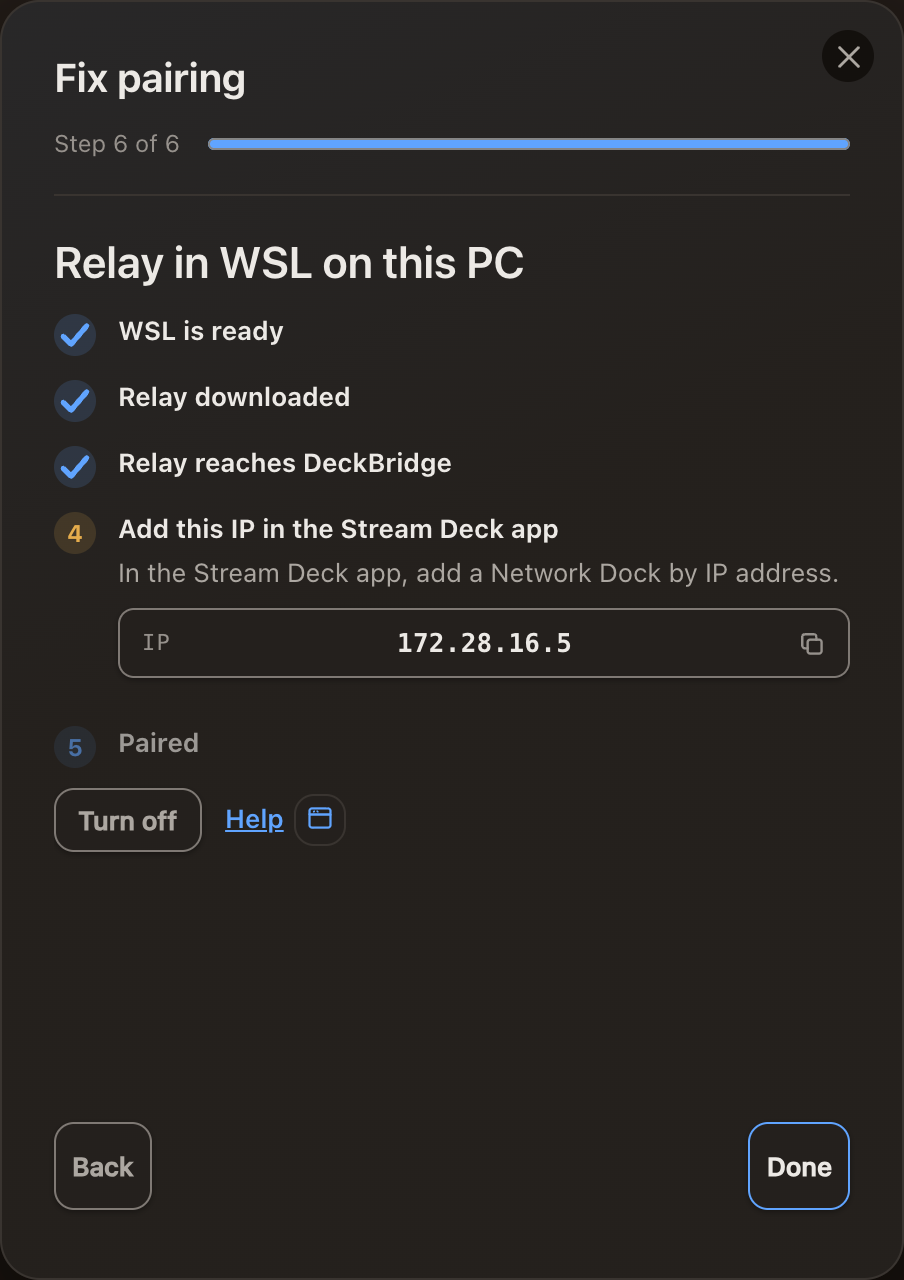 Fix pairing
Step 6 of 6
Relay in WSL on this PC
WSL is ready
Relay downloaded
Relay reaches DeckBridge
4 Add this IP in the Stream Deck app
In the Stream Deck app, add a Network Dock by IP address.
IP 172.28.16.5
5 Paired
Turn off Help
Back Done